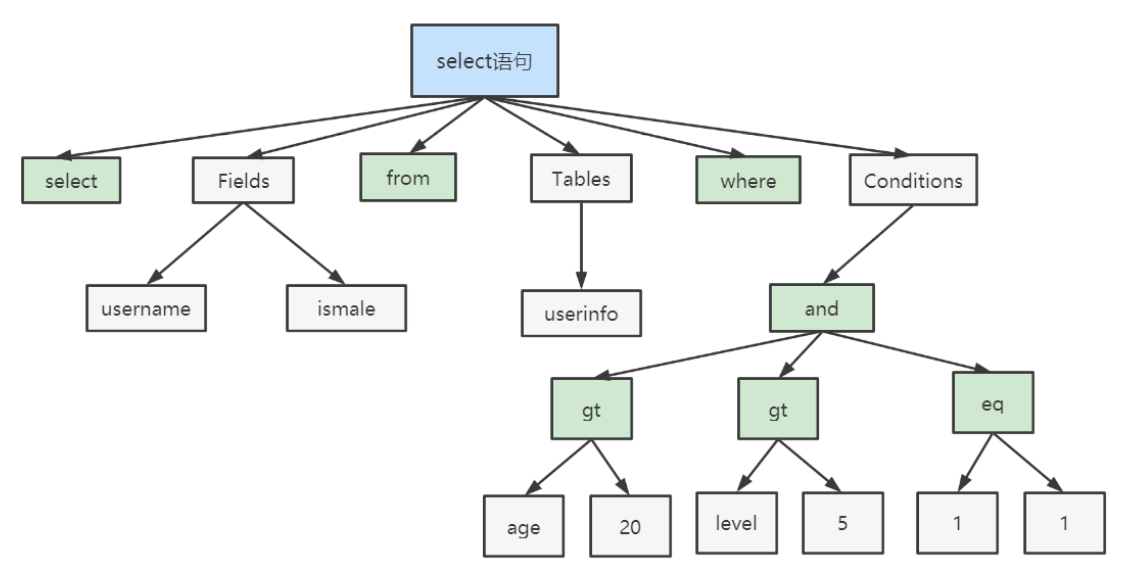 select语句
select
Fields
from
Tables
where
Conditions
username
ismale
userinfo
and
gt
gt
eq
age
20
level
5
1
1